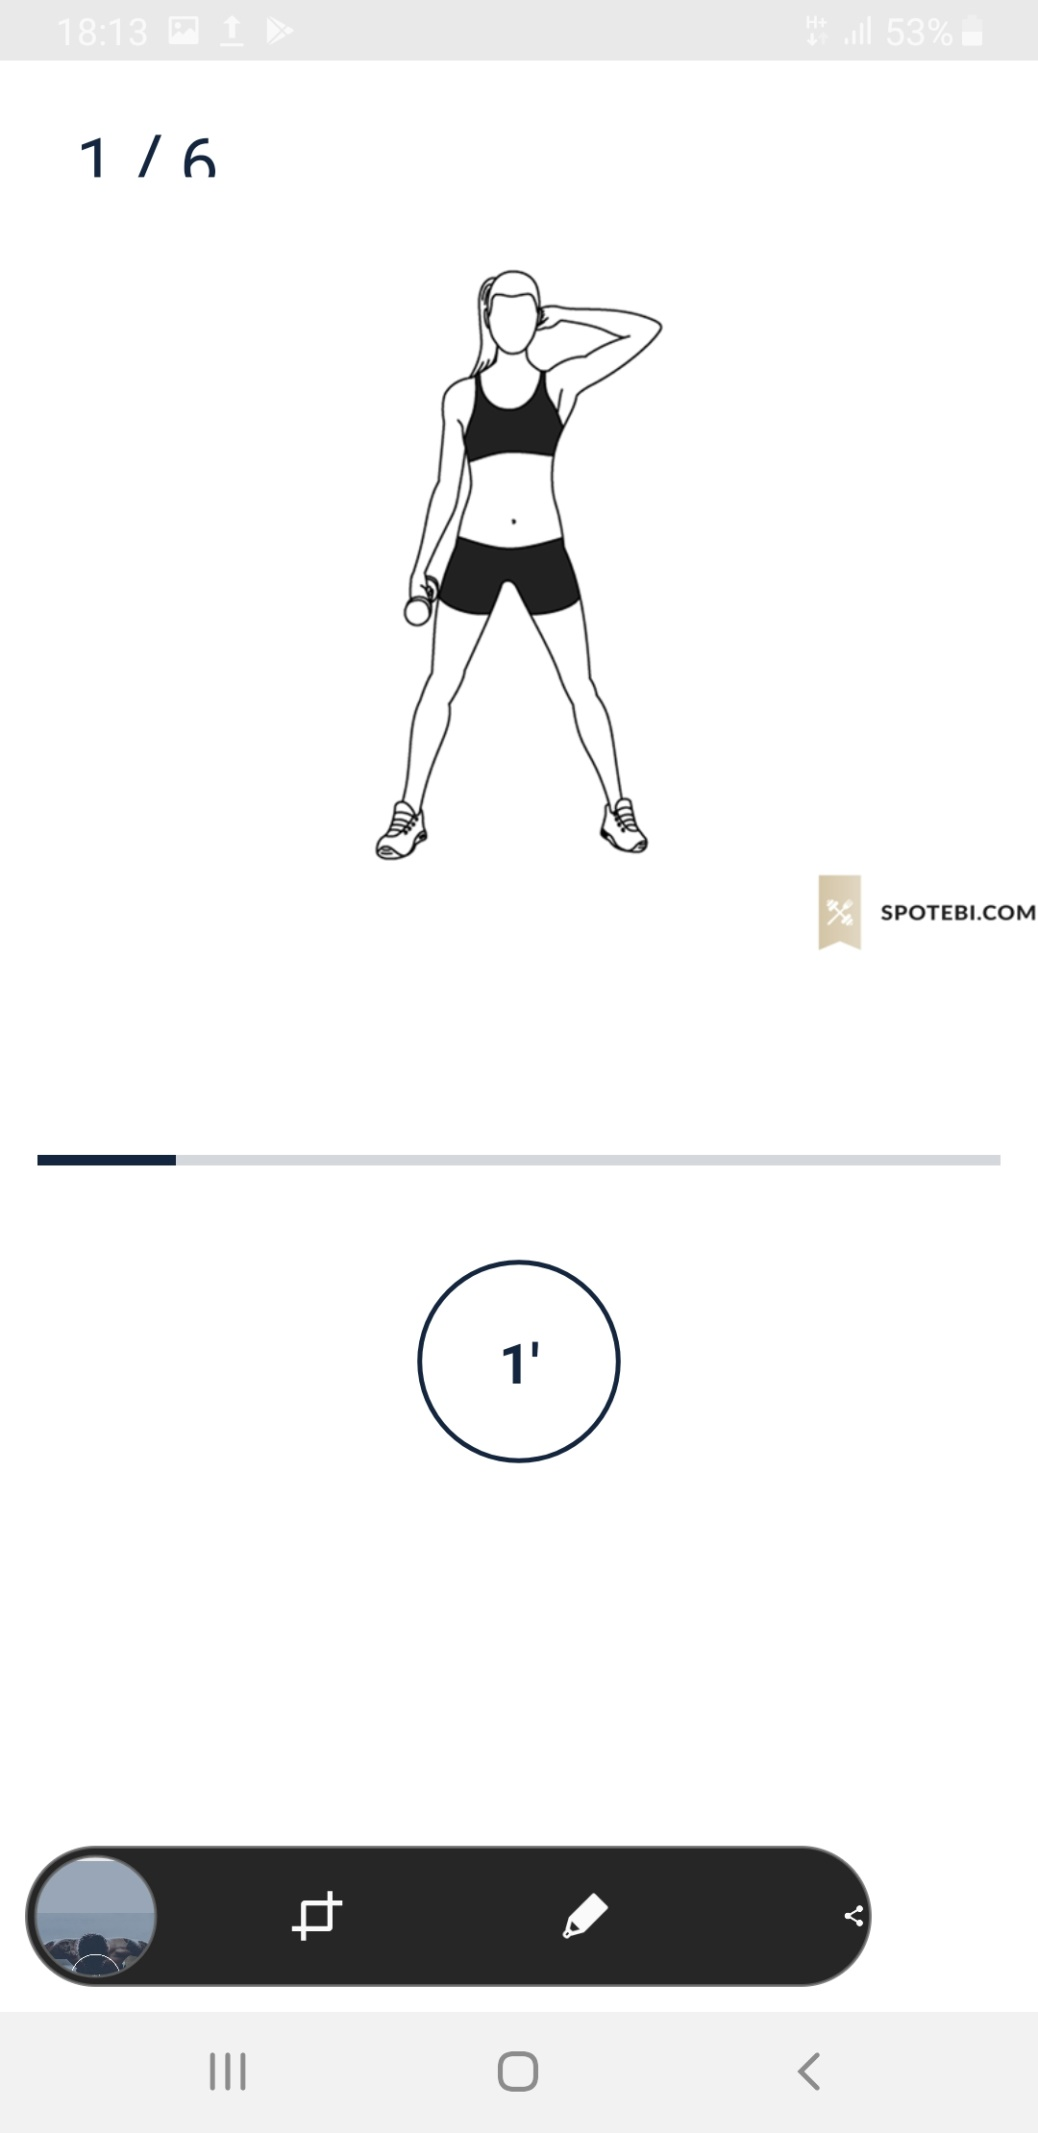 18:13 H+ 53%
1 / 6
SPOTEBI.COM
1'